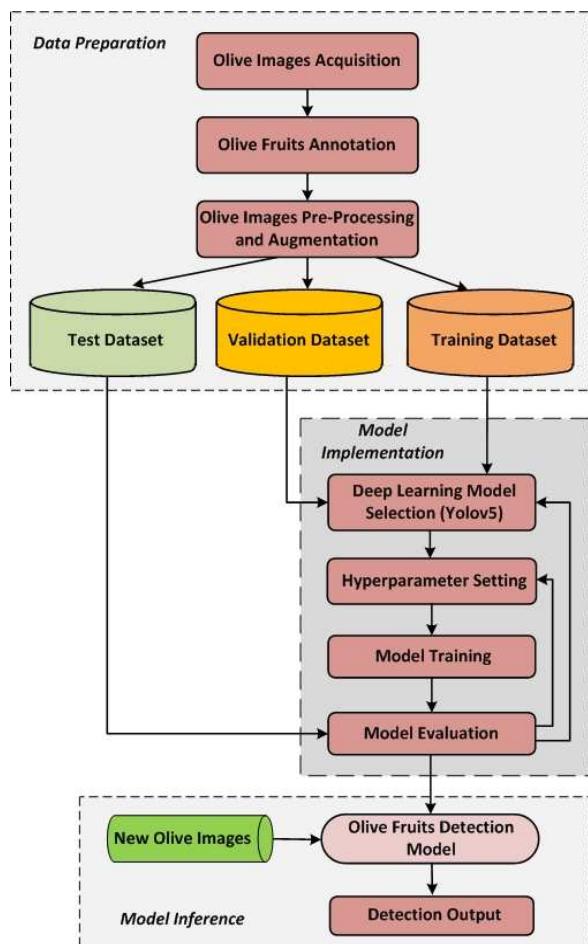 Data Preparation
Olive Images Acquisition
Olive Fruits Annotation
Olive Images Pre-Processing
and Augmentation
Test Dataset
Validation Dataset
Training Dataset
Model
Implementation
Deep Learning Model
Selection (Yolov5)
Hyperparameter Setting
Model Training
Model Evaluation
New Olive Images
Olive Fruits Detection
Model
Detection Output
Model Inference